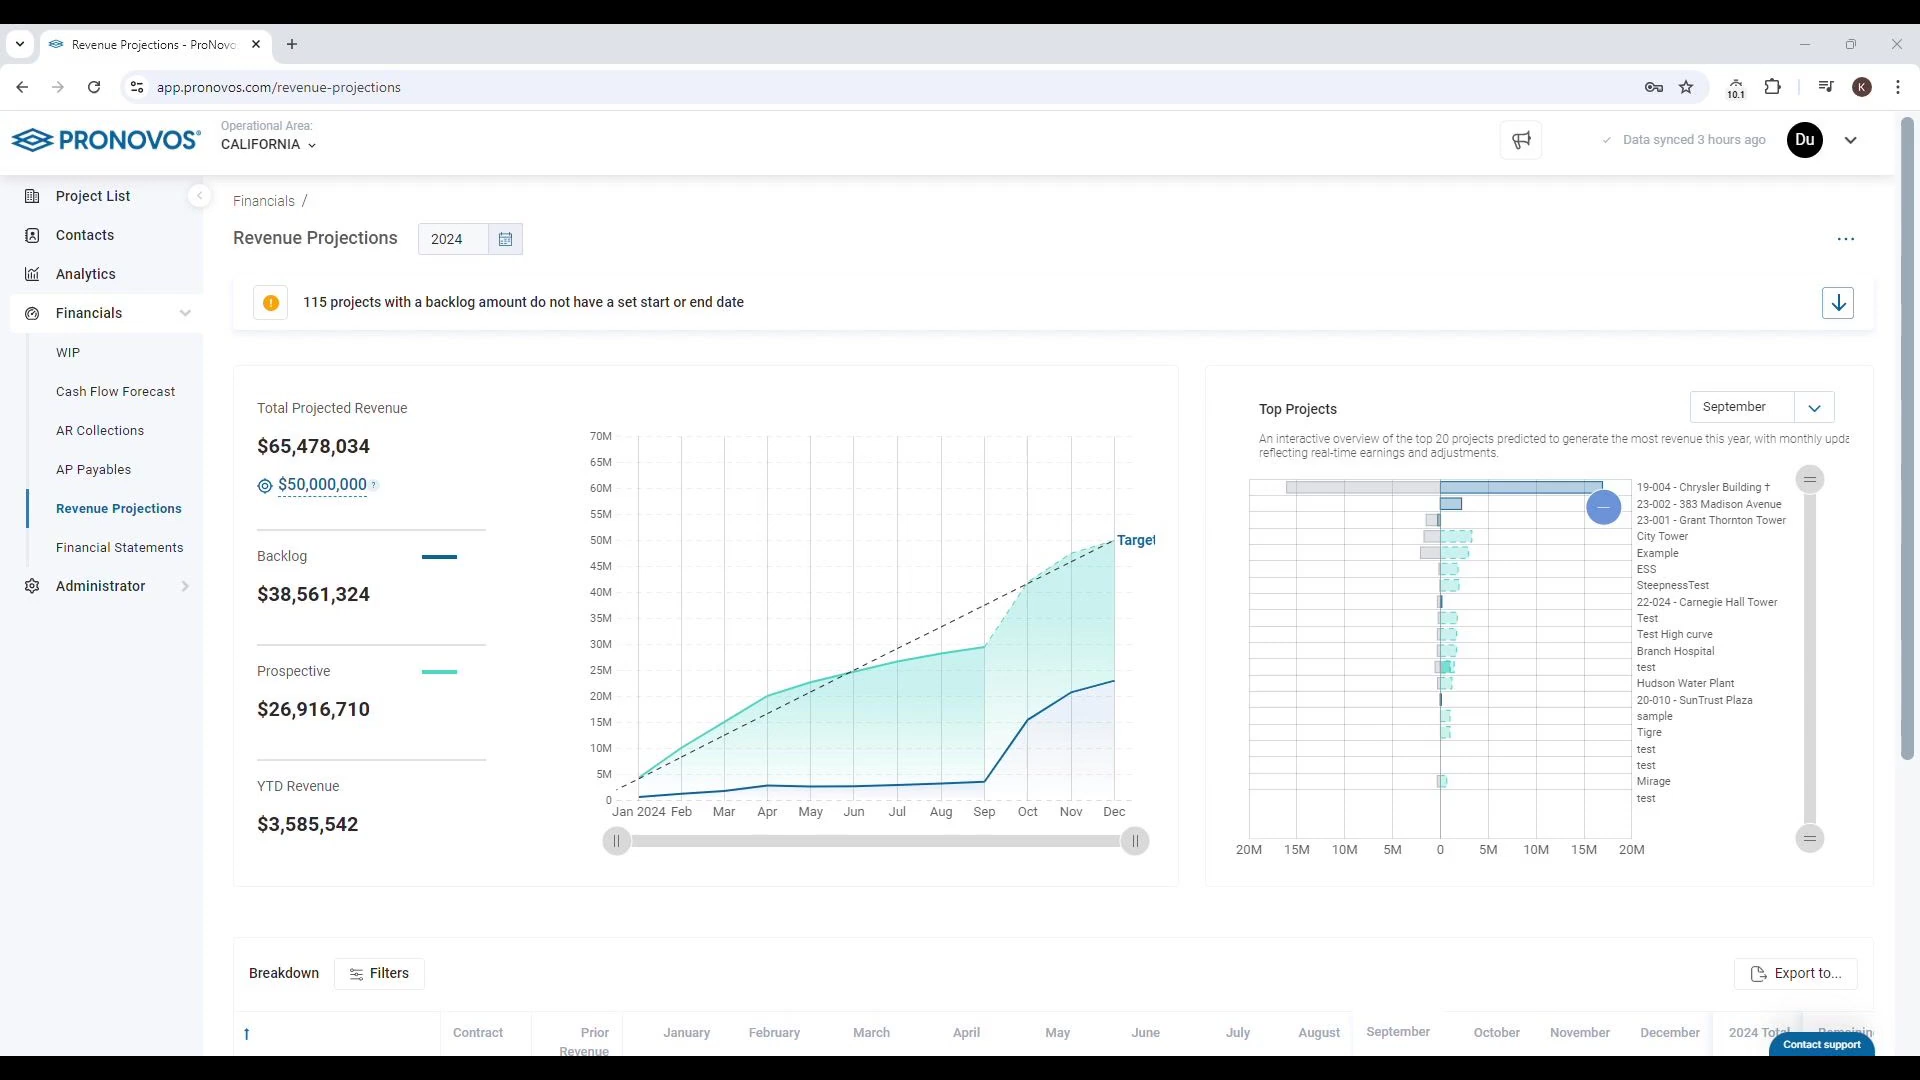 Revenue Projections - ProNovo
app.pronovos.com/revenue-projections
10.1
K
PRONOVOS
Operational Area:
CALIFORNIA
Data synced 3 hours ago
Du
Project List
Contacts
Analytics
Financials
WIP
Cash Flow Forecast
AR Collections
AP Payables
Revenue Projections
Financial Statements
Administrator
Financials /
Revenue Projections
2024
115 projects with a backlog amount do not have a set start or end date
Total Projected Revenue
$65,478,034
$50,000,000 ?
Backlog
$38,561,324
Prospective
$26,916,710
YTD Revenue
$3,585,542
70M
65M
60M
55M
50M
45M
40M
35M
30M
25M
20M
15M
10M
5M
0
Target
Jan 2024 Feb Mar Apr May Jun Jul Aug Sep Oct Nov Dec
Top Projects
September
An interactive overview of the top 20 projects predicted to generate the most revenue this year, with monthly upda
reflecting real-time earnings and adjustments.
19-004 - Chrysler Building †
23-002 - 383 Madison Avenue
23-001 - Grant Thornton Tower
City Tower
Example
ESS
SteepnessTest
22-024 - Carnegie Hall Tower
Test
Test High curve
Branch Hospital
test
Hudson Water Plant
20-010 - SunTrust Plaza
sample
Tigre
test
test
Mirage
test
20M 15M 10M 5M 0 5M 10M 15M 20M
Breakdown
Filters
Export to...
Contract
Prior
Revenue
January February March April May June July August September October November December 2024 Total Remaining
Contact support